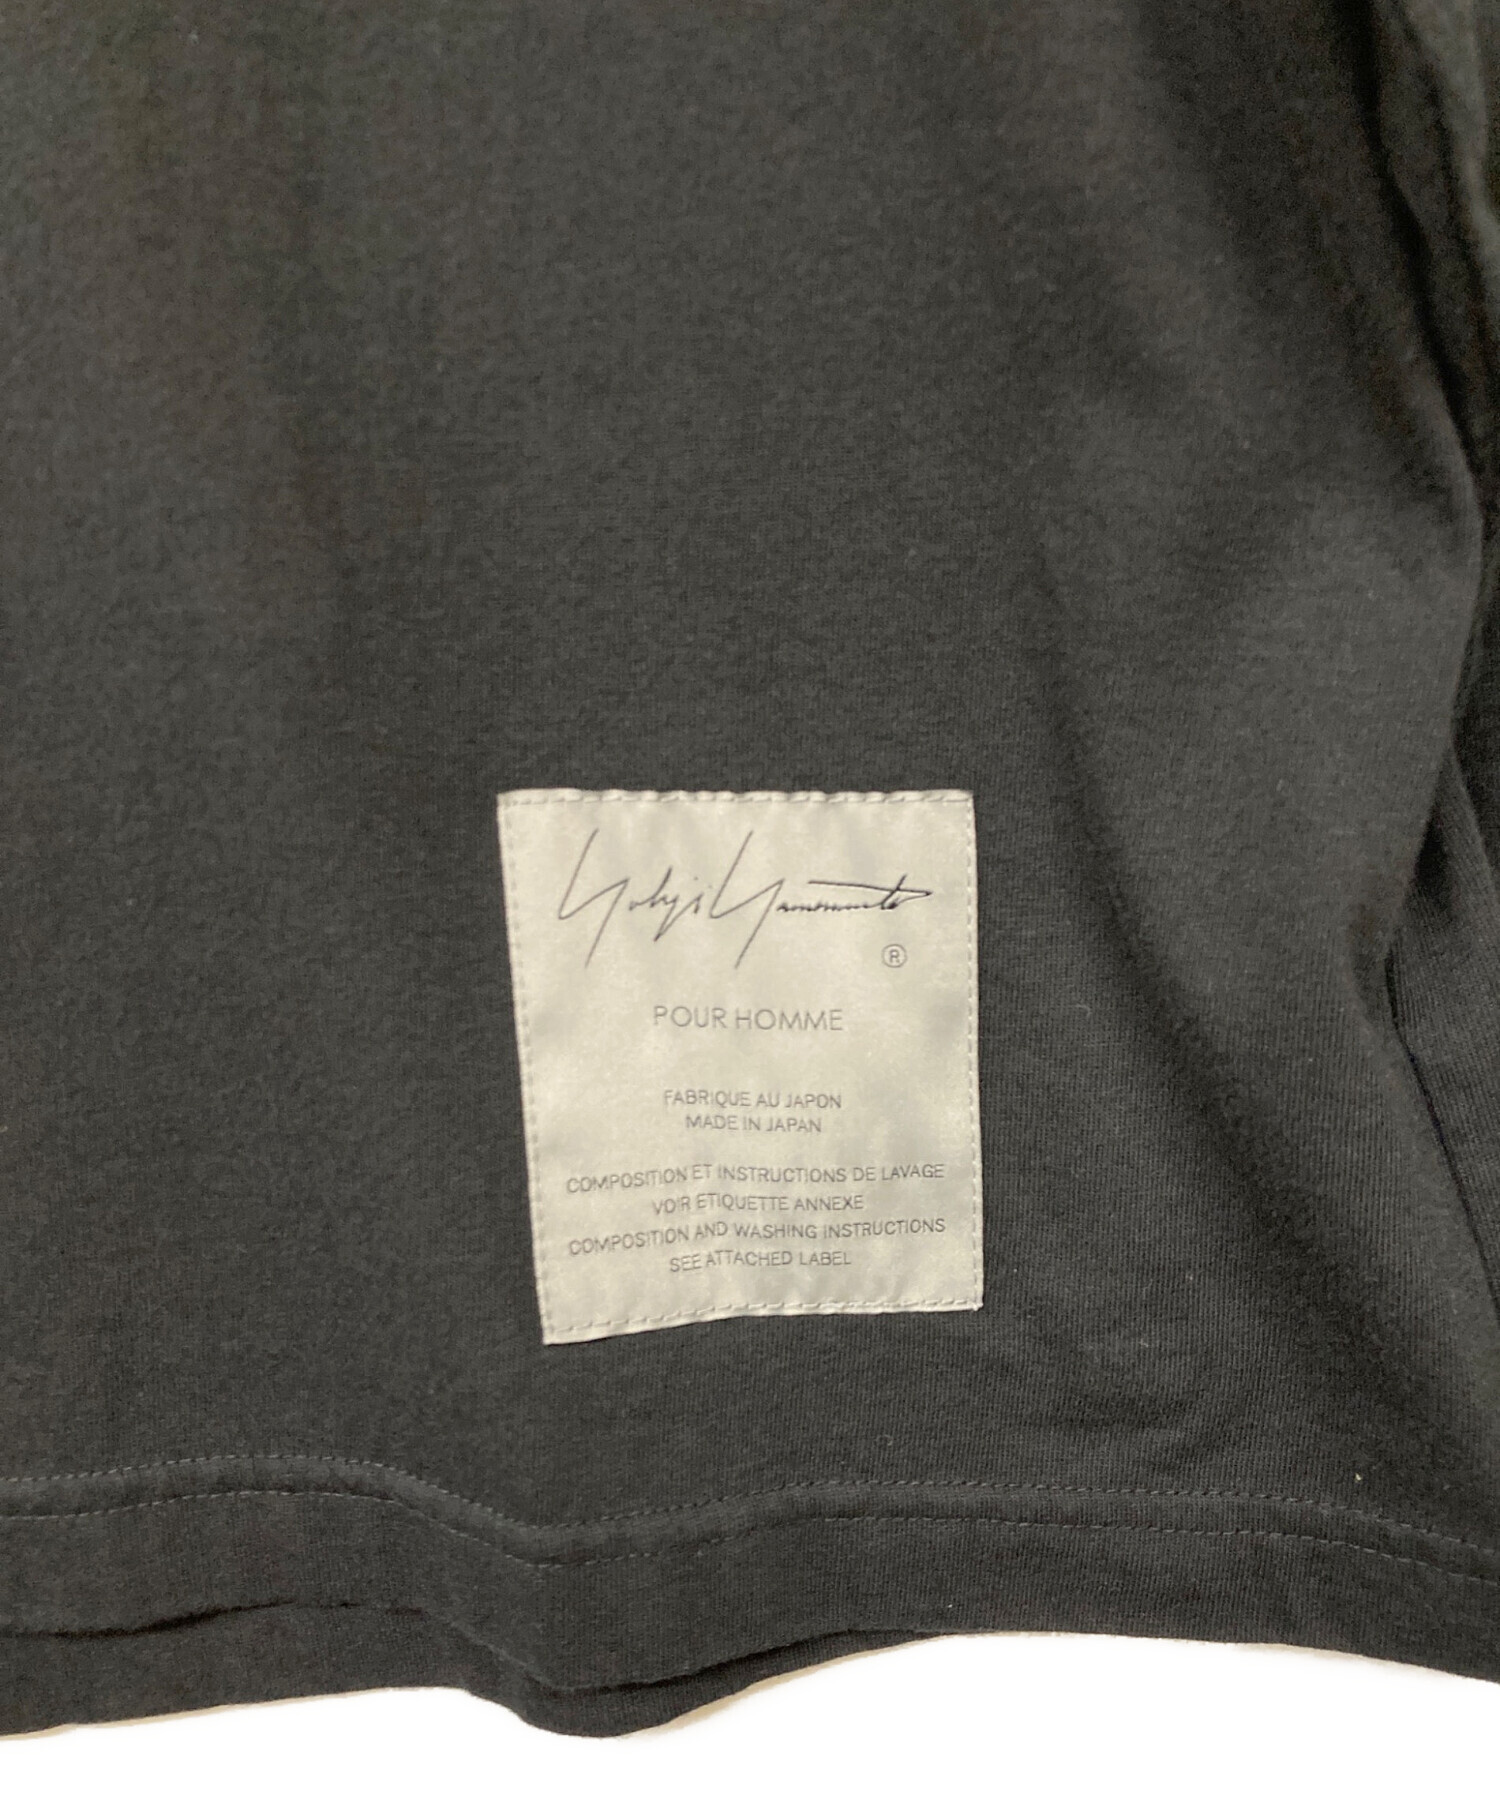 Yohji Yamamoto
®
POUR HOMME
FABRIQUE AU JAPON
MADE IN JAPAN
COMPOSITION ET INSTRUCTIONS DE LAVAGE
VOIR ETIQUETTE ANNEXE
COMPOSITION AND WASHING INSTRUCTIONS
SEE ATTACHED LABEL